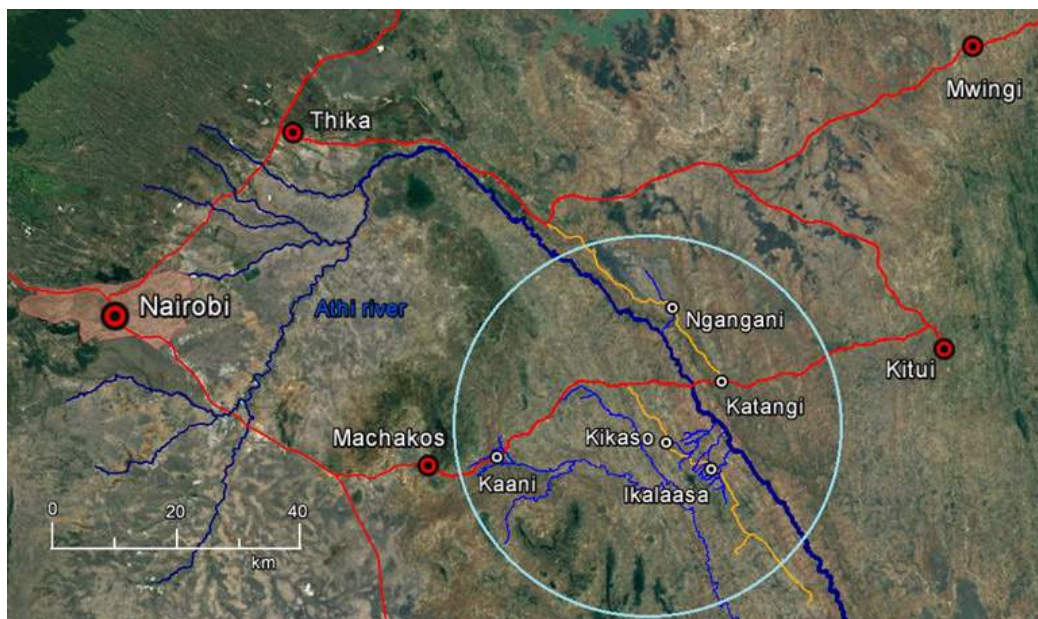 Mwingi
Thika
Nairobi
Athi river
Ngangani
Kitui
Katangi
Machakos
Kikaso
Kaani
Ikalaasa
0 20 40
km